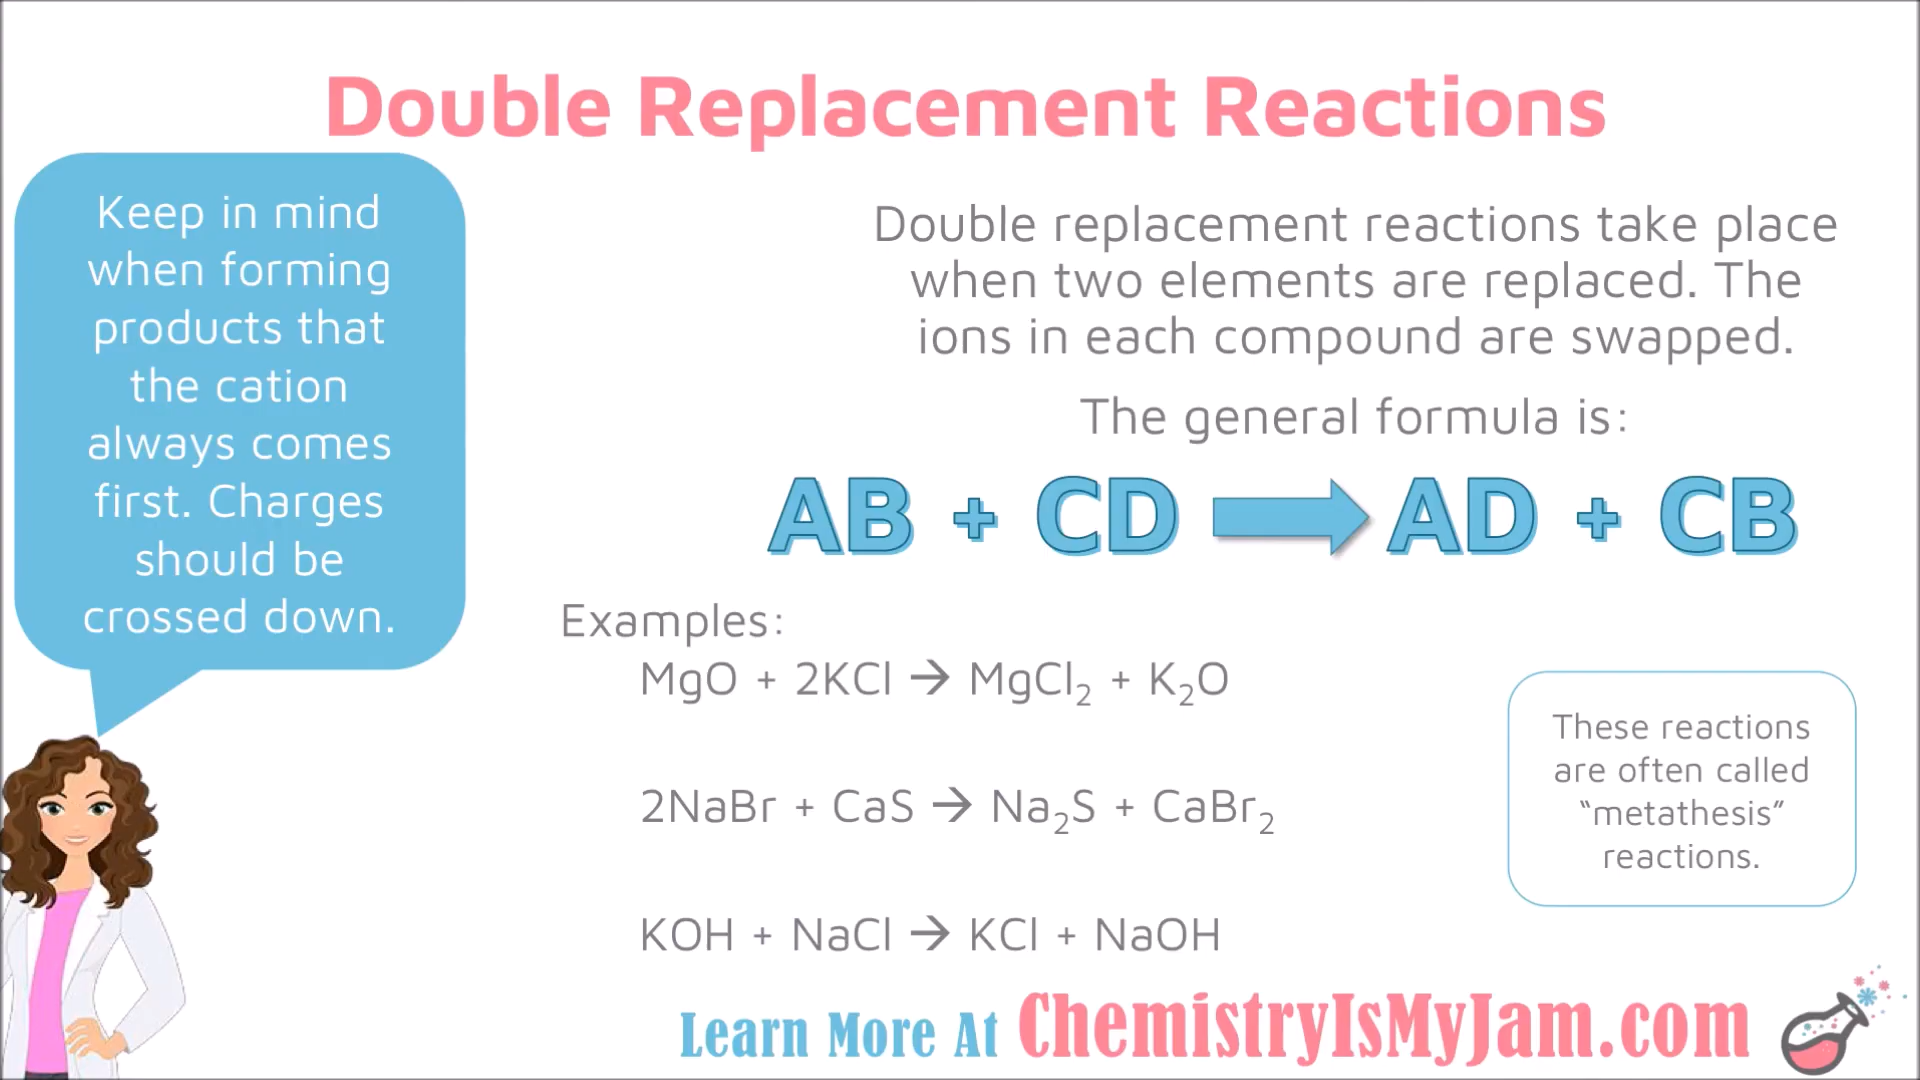 Double Replacement Reactions
Keep in mind
when forming
products that
the cation
always comes
first. Charges
should be
crossed down.
Double replacement reactions take place
when two elements are replaced. The
ions in each compound are swapped.
The general formula is:
AB + CD → AD + CB
Examples:
MgO + 2KCl → MgCl₂ + K₂O
2NaBr + CaS → Na₂S + CaBr₂
KOH + NaCl → KCl + NaOH
These reactions
are often called
“metathesis”
reactions.
Learn More At ChemistryIsMyJam.com